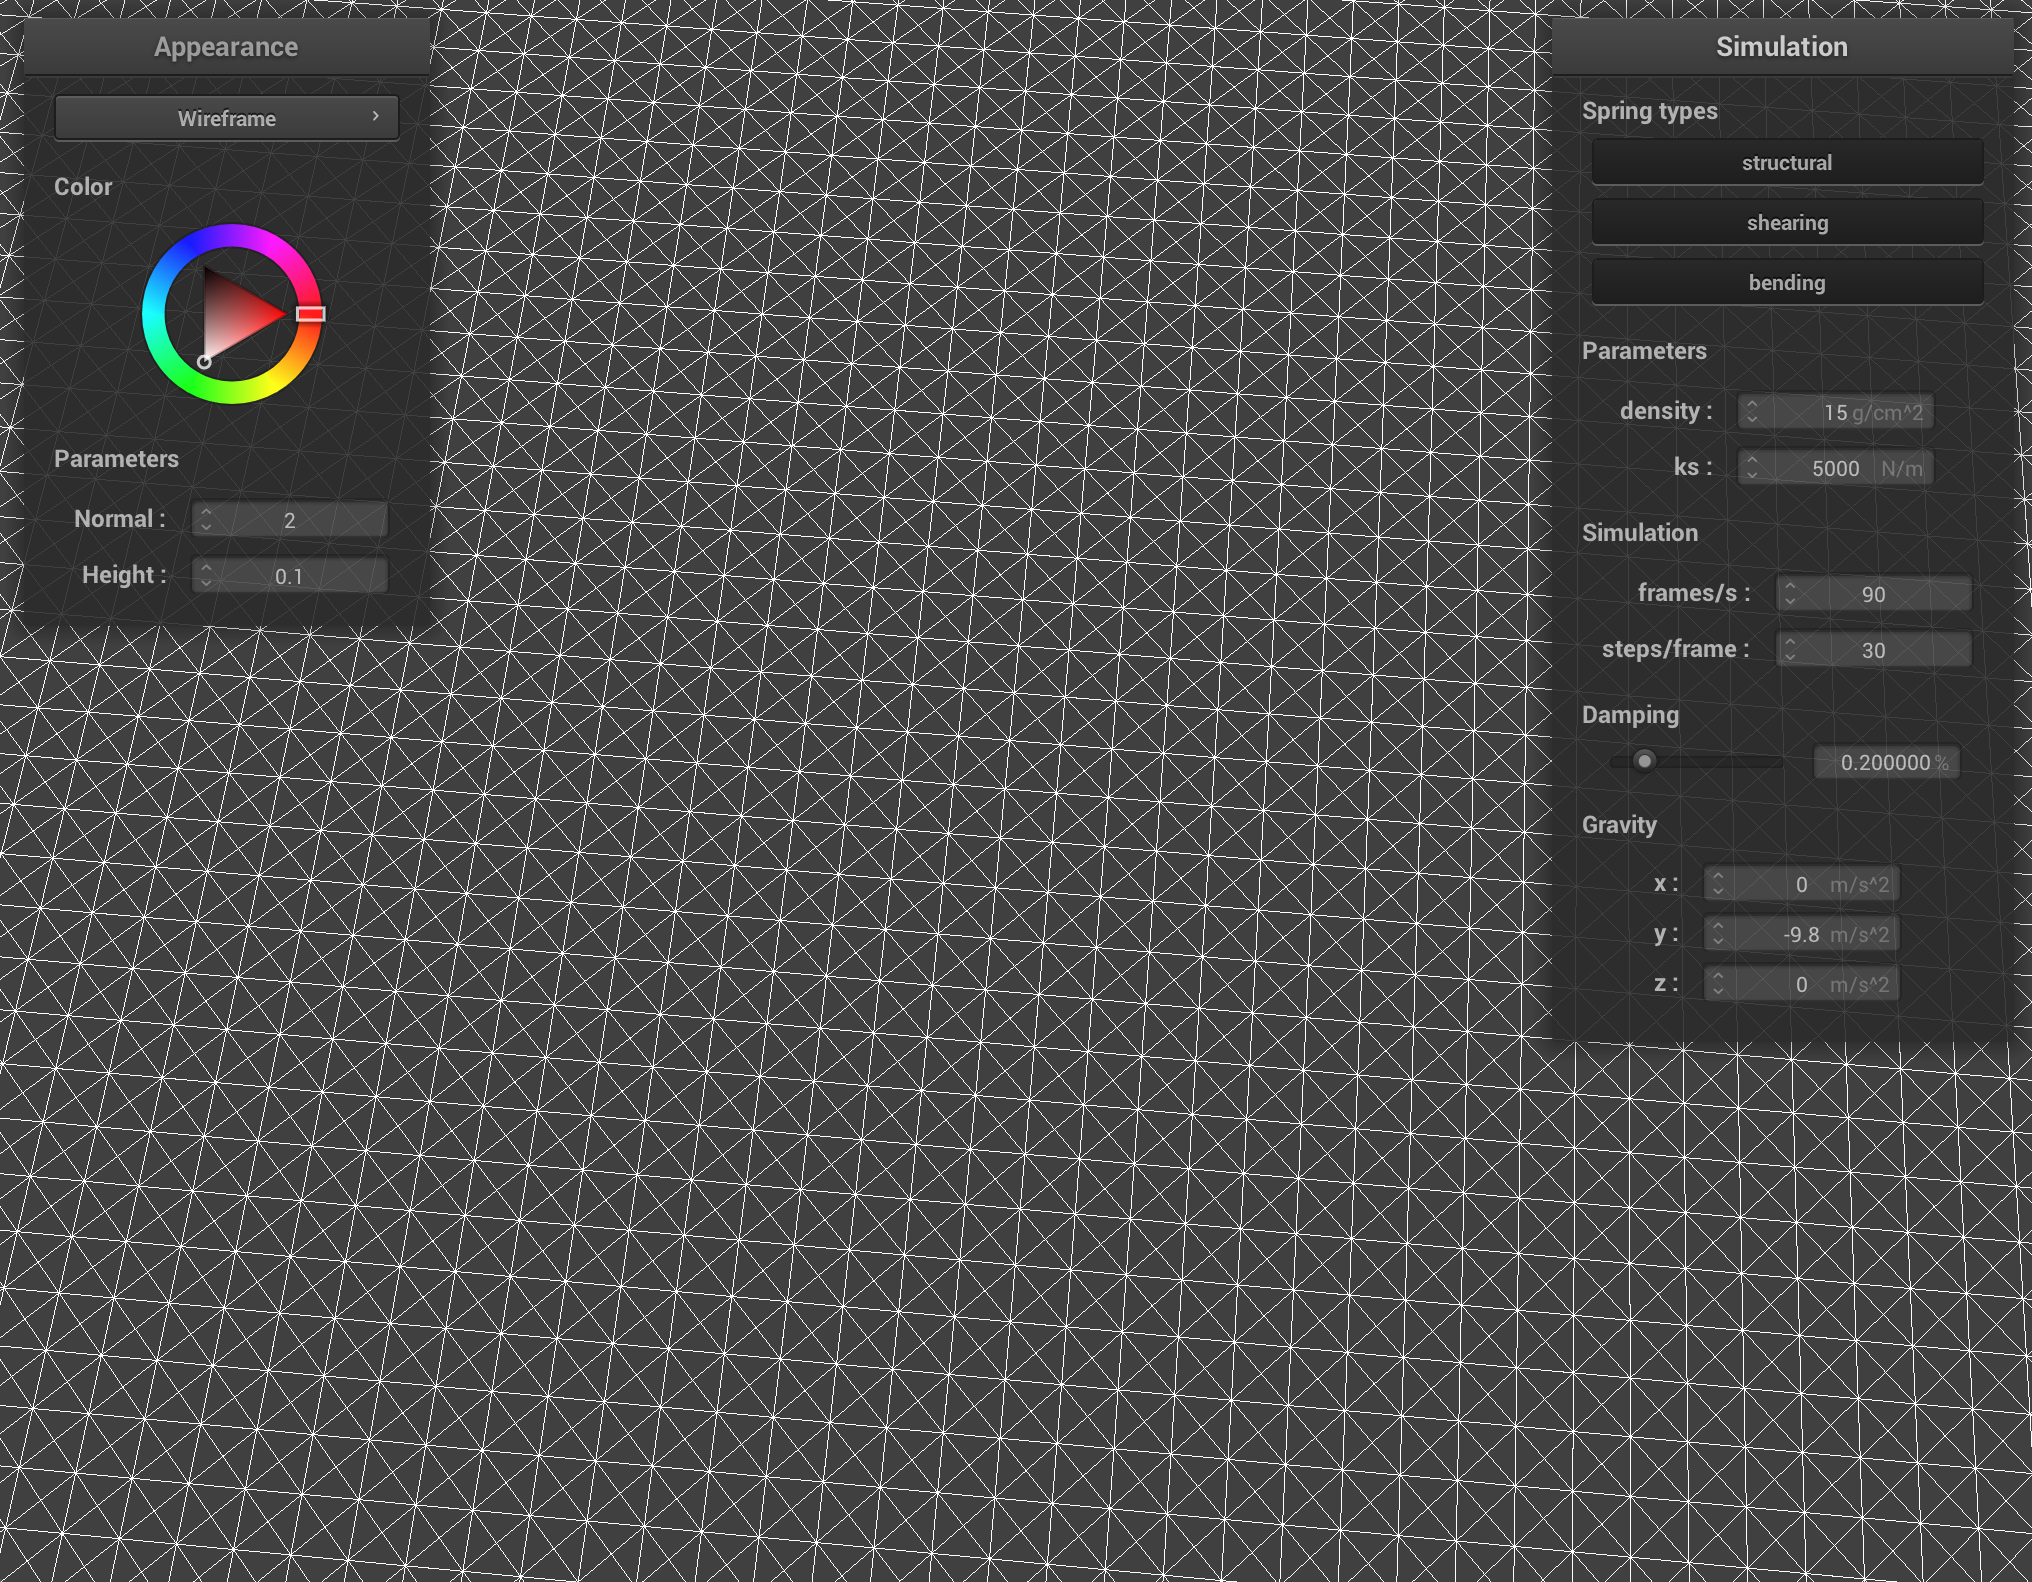 Appearance
Wireframe
Color
Parameters
Normal : 2
Height : 0.1
Simulation
Spring types
structural
shearing
bending
Parameters
density : 15 g/cm^2
ks : 5000 N/m
Simulation
frames/s : 90
steps/frame : 30
Damping
0.200000 %
Gravity
x : 0 m/s^2
y : -9.8 m/s^2
z : 0 m/s^2